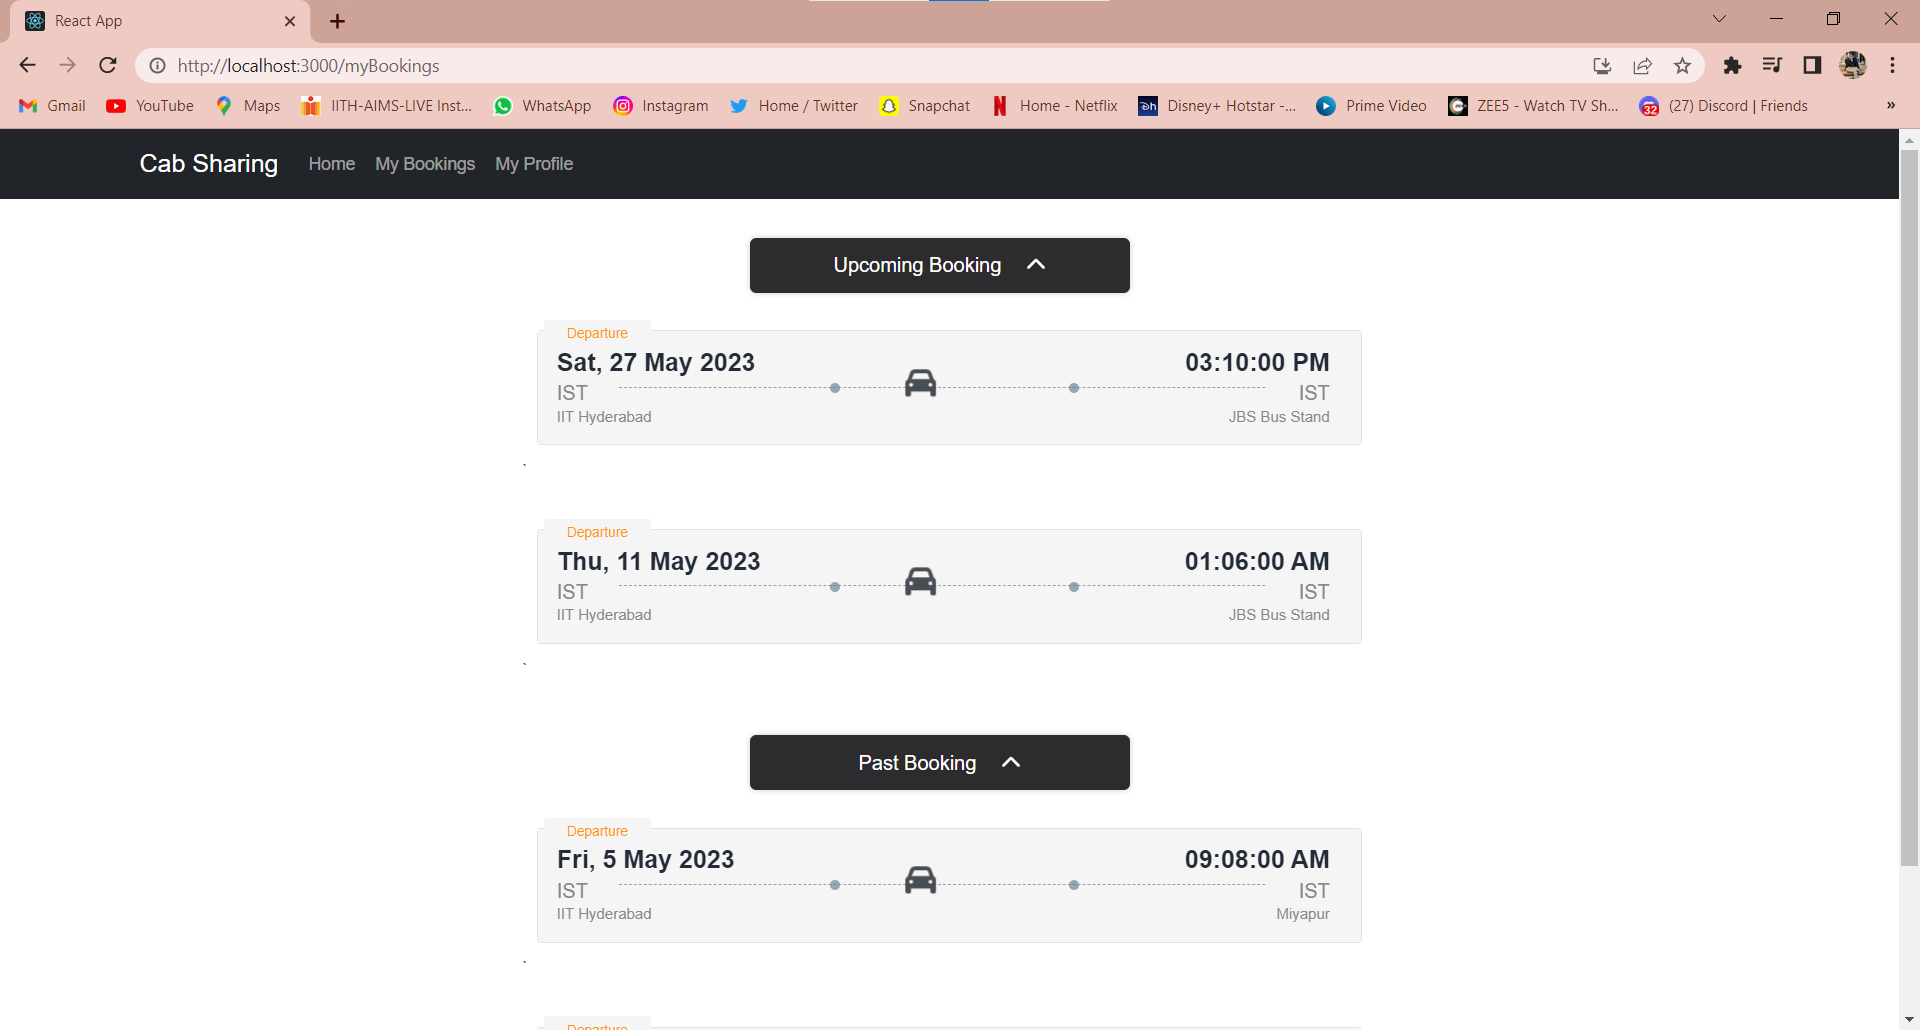 React App
http://localhost:3000/myBookings
Gmail YouTube Maps IITH-AIMS-LIVE Inst... WhatsApp Instagram Home / Twitter Snapchat Home - Netflix Disney+ Hotstar -... Prime Video ZEE5 - Watch TV Sh... (27) Discord | Friends »
Cab Sharing Home My Bookings My Profile
Upcoming Booking
Departure
Sat, 27 May 2023 03:10:00 PM
IST IST
IIT Hyderabad JBS Bus Stand
`
Departure
Thu, 11 May 2023 01:06:00 AM
IST IST
IIT Hyderabad JBS Bus Stand
`
Past Booking
Departure
Fri, 5 May 2023 09:08:00 AM
IST IST
IIT Hyderabad Miyapur
`
Departure